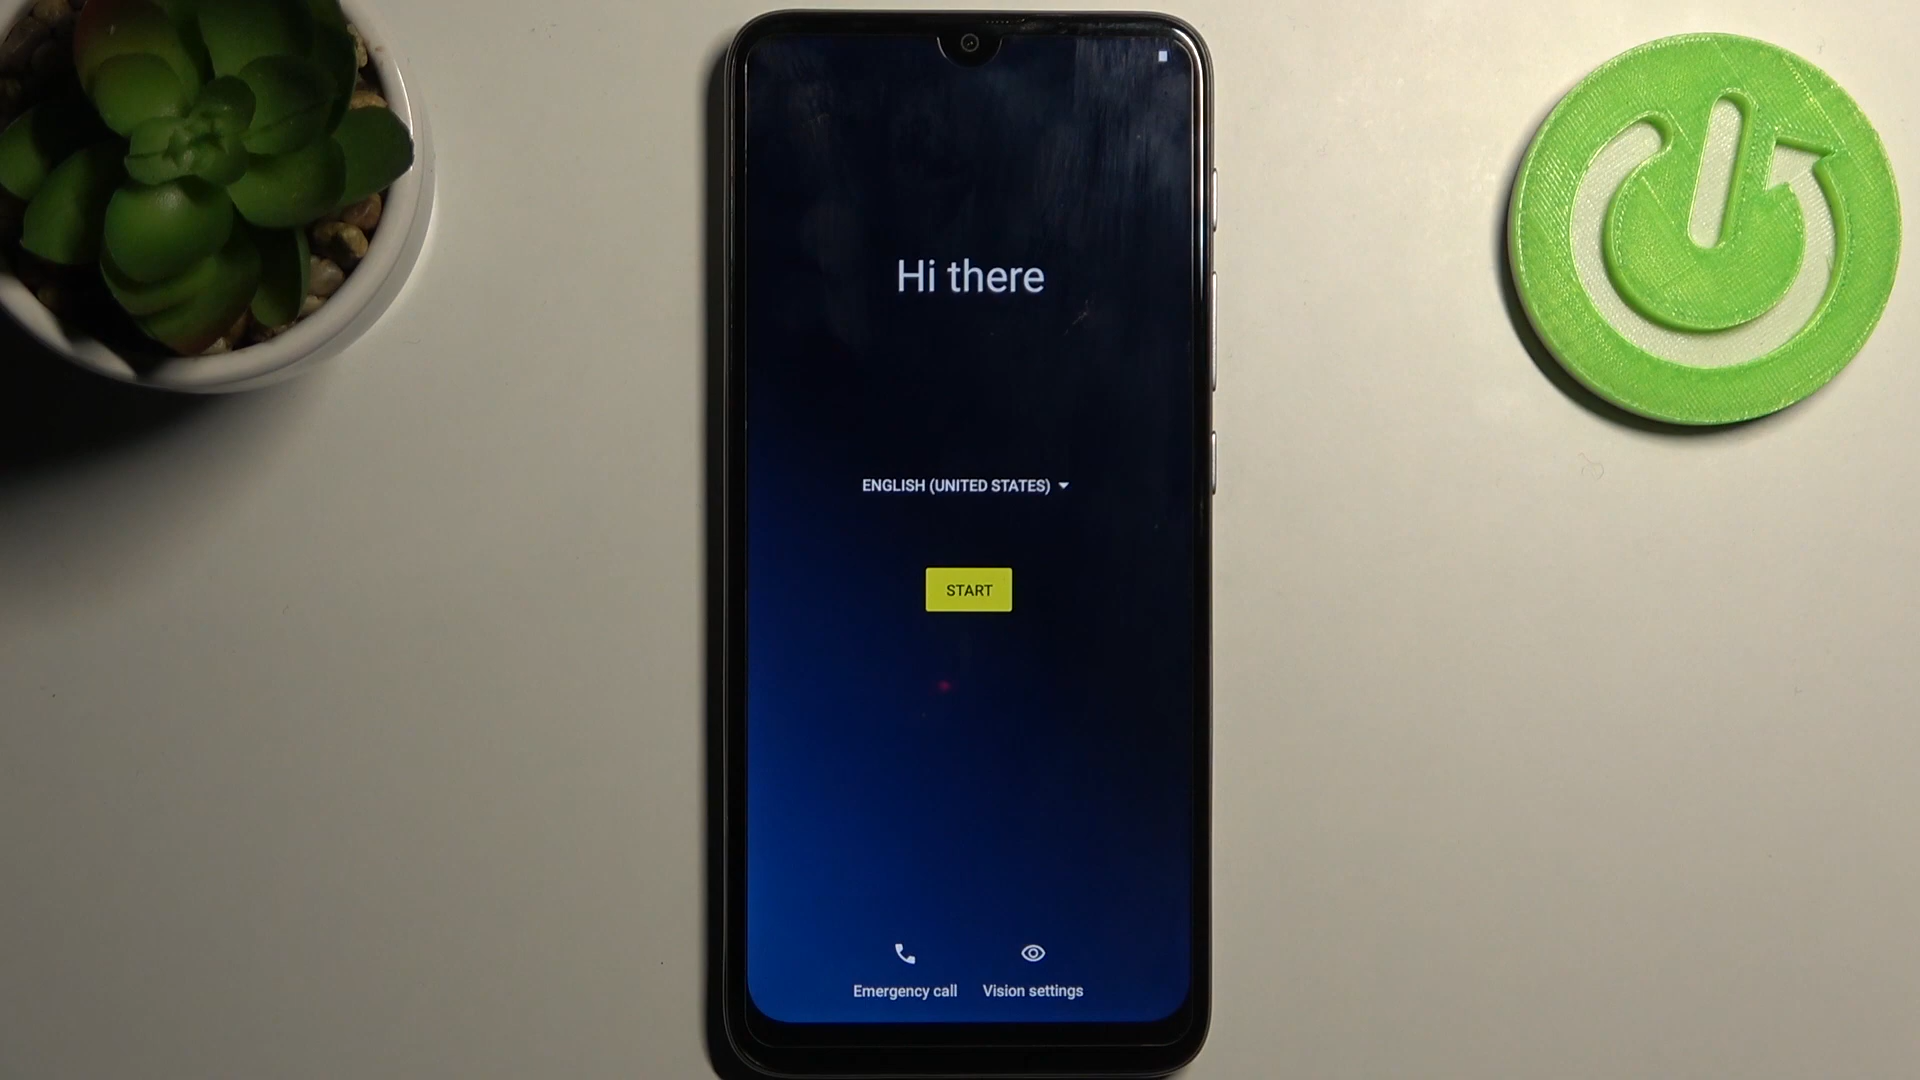 Hi there
ENGLISH (UNITED STATES)
START
Emergency call
Vision settings